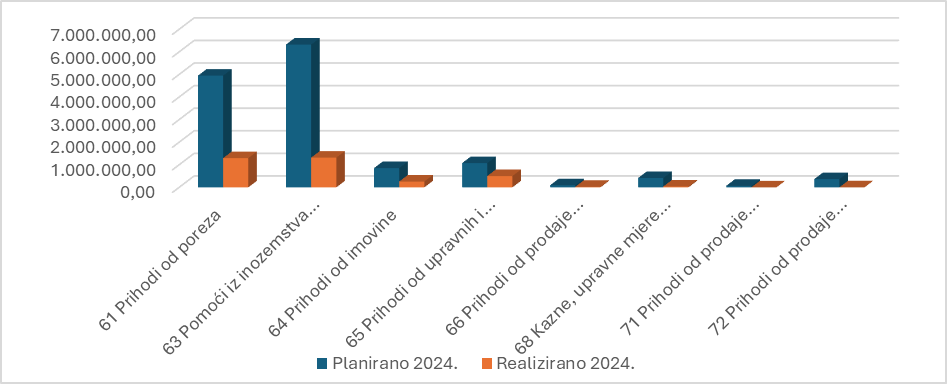 7.000.000,00
6.000.000,00
5.000.000,00
4.000.000,00
3.000.000,00
2.000.000,00
1.000.000,00
0,00
61 Prihodi od poreza
63 Pomoći iz inozemstva...
64 Prihodi od imovine
65 Prihodi od upravnih i...
66 Prihodi od prodaje...
68 Kazne, upravne mjere...
71 Prihodi od prodaje...
72 Prihodi od prodaje...
Planirano 2024.
Realizirano 2024.